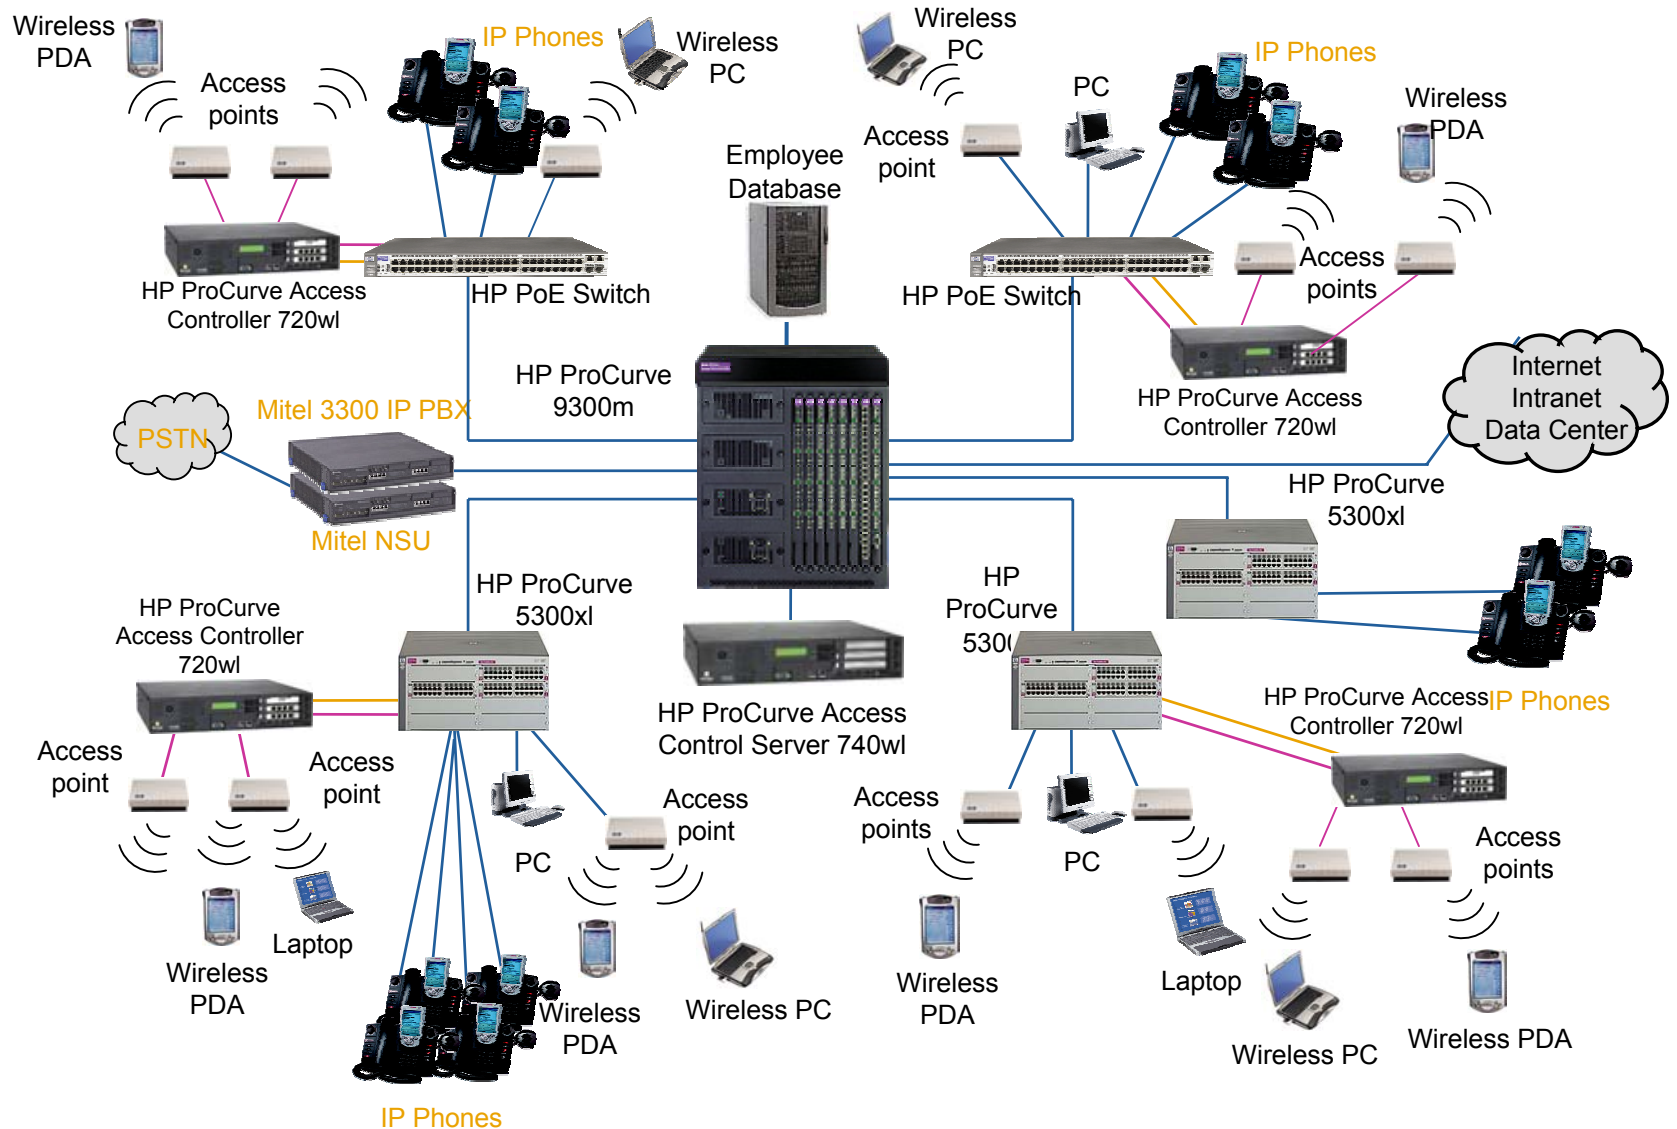 Wireless
PDA
Access
points
IP Phones
Wireless
PC
HP ProCurve Access
Controller 720wl
HP PoE Switch
Employee
Database
Wireless
PC
Access
point
PC
IP Phones
Wireless
PDA
HP PoE Switch
Access
points
HP ProCurve Access
Controller 720wl
Internet
Intranet
Data Center
HP ProCurve
9300m
PSTN
Mitel 3300 IP PBX
Mitel NSU
HP ProCurve
5300xl
IP Phones
HP ProCurve
5300xl
HP
ProCurve
HP ProCurve
Access Controller
720wl
Access
point
Access
point
Wireless
PDA
Laptop
IP Phones
PC
Access
point
Wireless
PDA
Wireless PC
HP ProCurve Access
Control Server 740wl
Access
points
PC
Wireless
PDA
Laptop
HP ProCurve Access
Controller 720wl
Access
points
Wireless PC
Wireless PDA